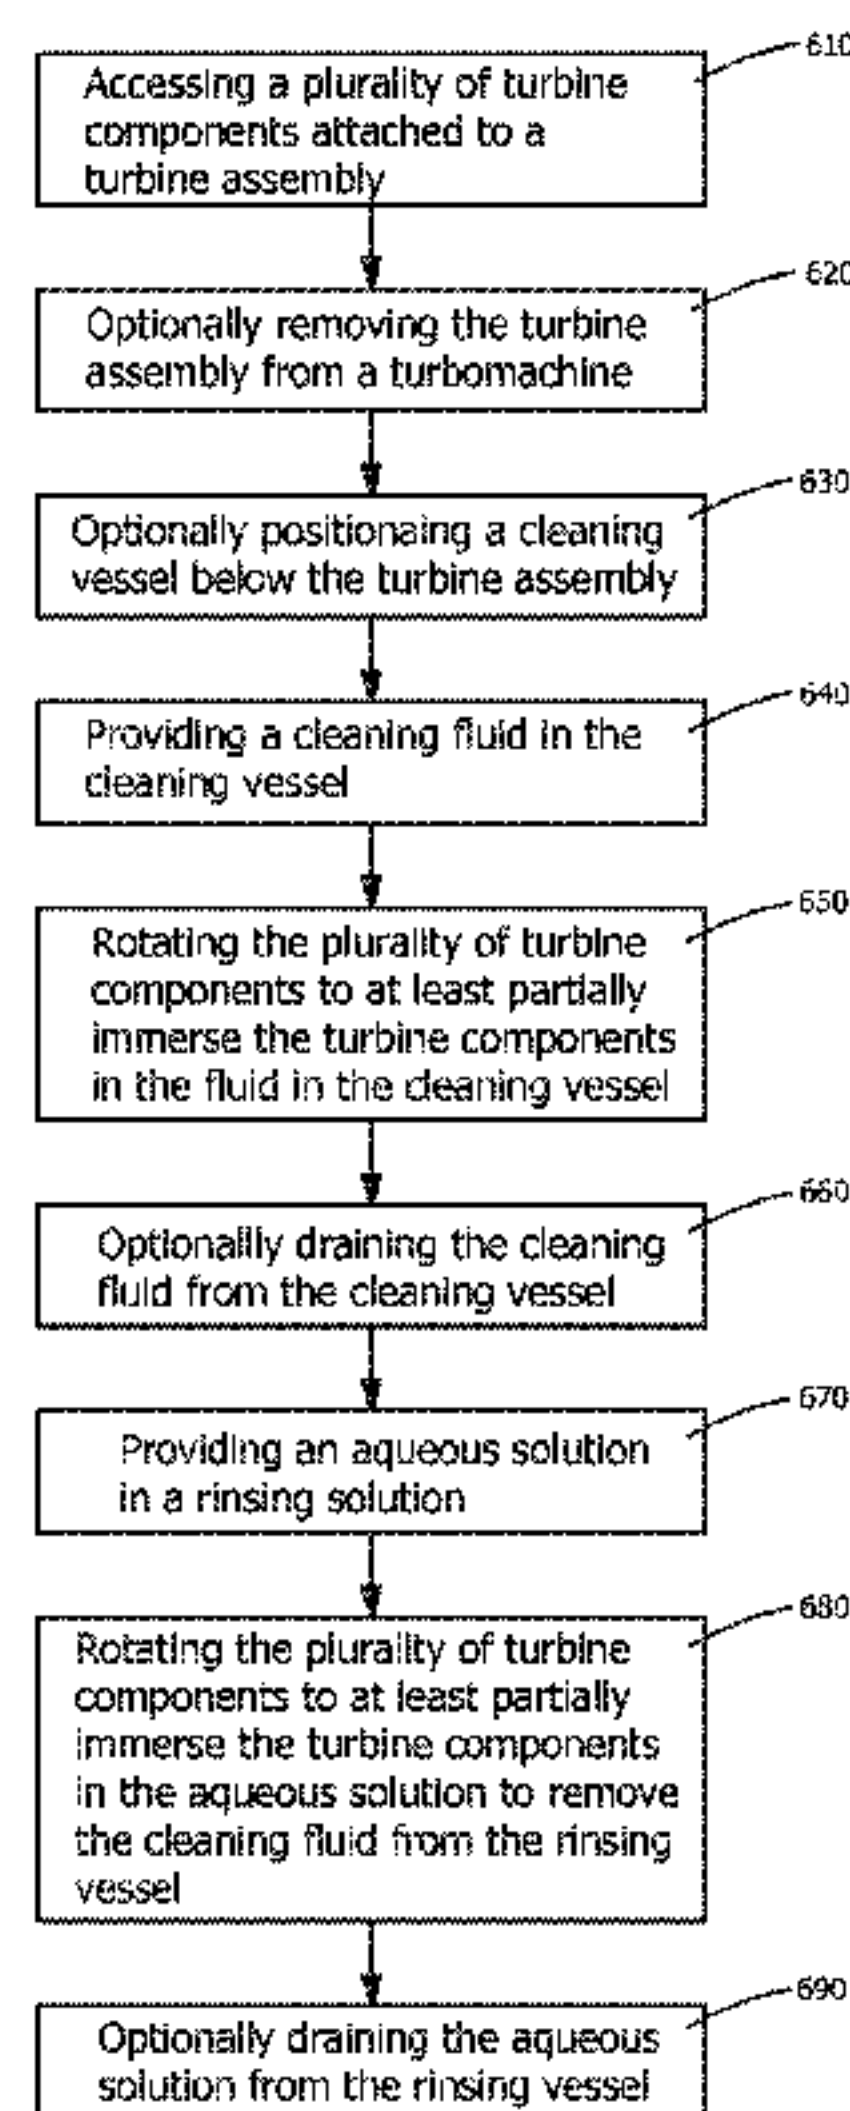 610
Accessing a plurality of turbine
components attached to a
turbine assembly
620
Optionally removing the turbine
assembly from a turbomachine
630
Optionally positionaing a cleaning
vessel below the turbine assembly
640
Providing a cleaning fluid in the
cleaning vessel
650
Rotating the plurality of turbine
components to at least partially
immerse the turbine components
in the fluid in the cleaning vessel
660
Optionallly draining the cleaning
fluid from the cleaning vessel
670
Providing an aqueous solution
in a rinsing solution
680
Rotating the plurality of turbine
components to at least partially
immerse the turbine components
in the aqueous solution to remove
the cleaning fluid from the rinsing
vessel
690
Optionally draining the aqueous
solution from the rinsing vessel